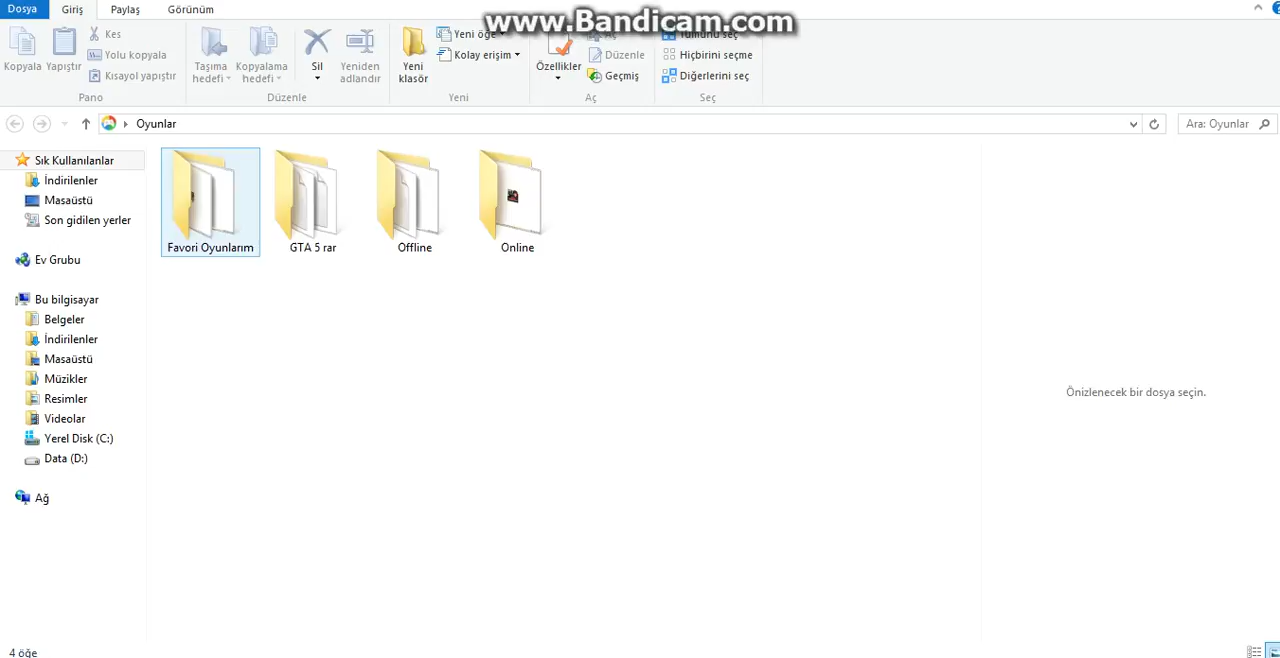 www.Bandicam.com
Dosya Giriş Paylaş Görünüm
Kopyala
Yapıştır
Kes
Yolu kopyala
Kısayol yapıştır
Pano
Taşıma hedefi
Kopyalama hedefi
Sil
Yeniden adlandır
Düzenle
Yeni klasör
Yeni öğe
Kolay erişim
Yeni
Özellikler
Aç
Düzenle
Geçmiş
Aç
Tümünü seç
Hiçbirini seçme
Diğerlerini seç
Seç
Oyunlar
Ara: Oyunlar
Sık Kullanılanlar
İndirilenler
Masaüstü
Son gidilen yerler
Ev Grubu
Bu bilgisayar
Belgeler
İndirilenler
Masaüstü
Müzikler
Resimler
Videolar
Yerel Disk (C:)
Data (D:)
Ağ
Favori Oyunlarım
GTA 5 rar
Offline
Online
Önizlenecek bir dosya seçin.
4 öğe